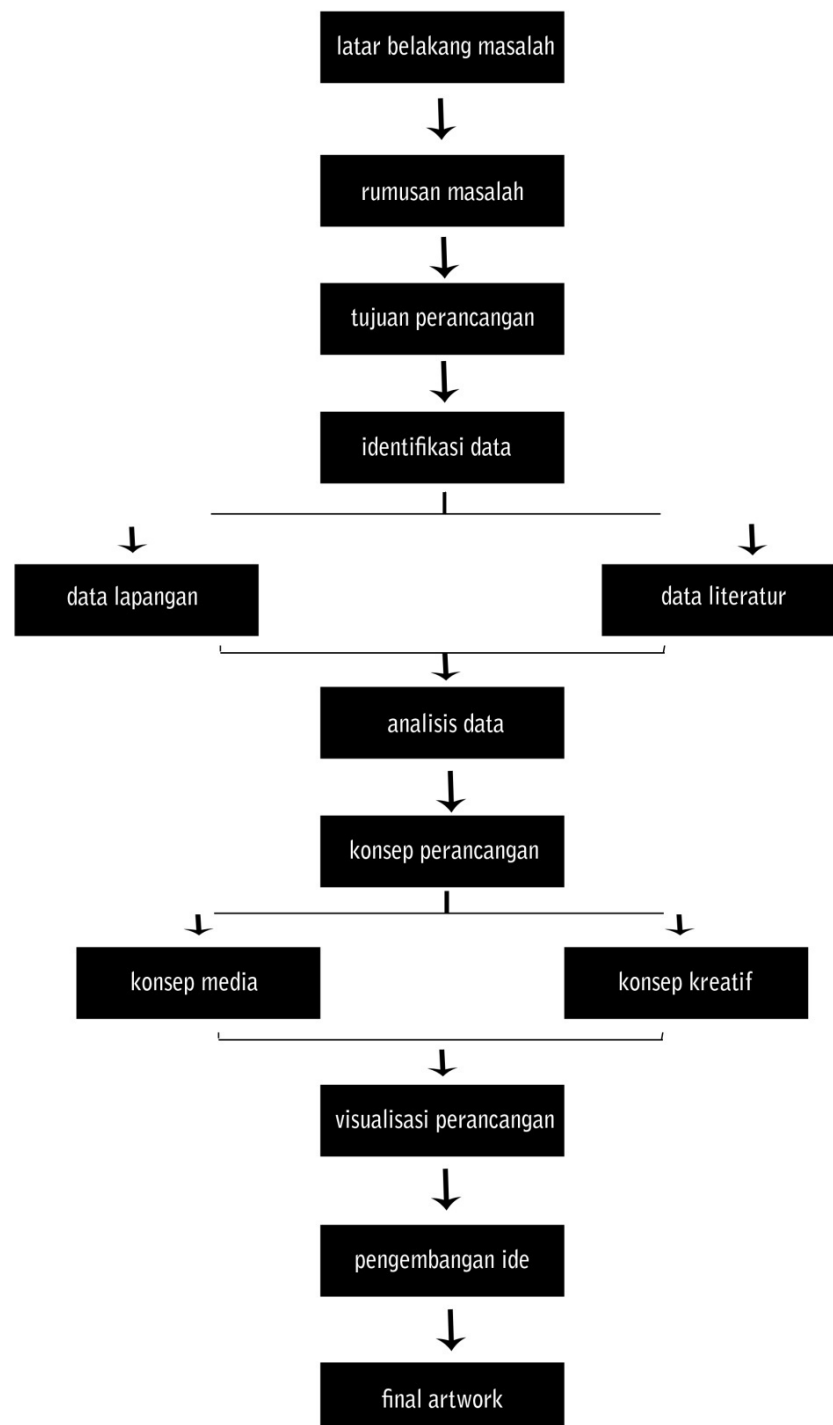 latar belakang masalah
rumusan masalah
tujuan perancangan
identifikasi data
data lapangan
data literatur
analisis data
konsep perancangan
konsep media
konsep kreatif
visualisasi perancangan
pengembangan ide
final artwork